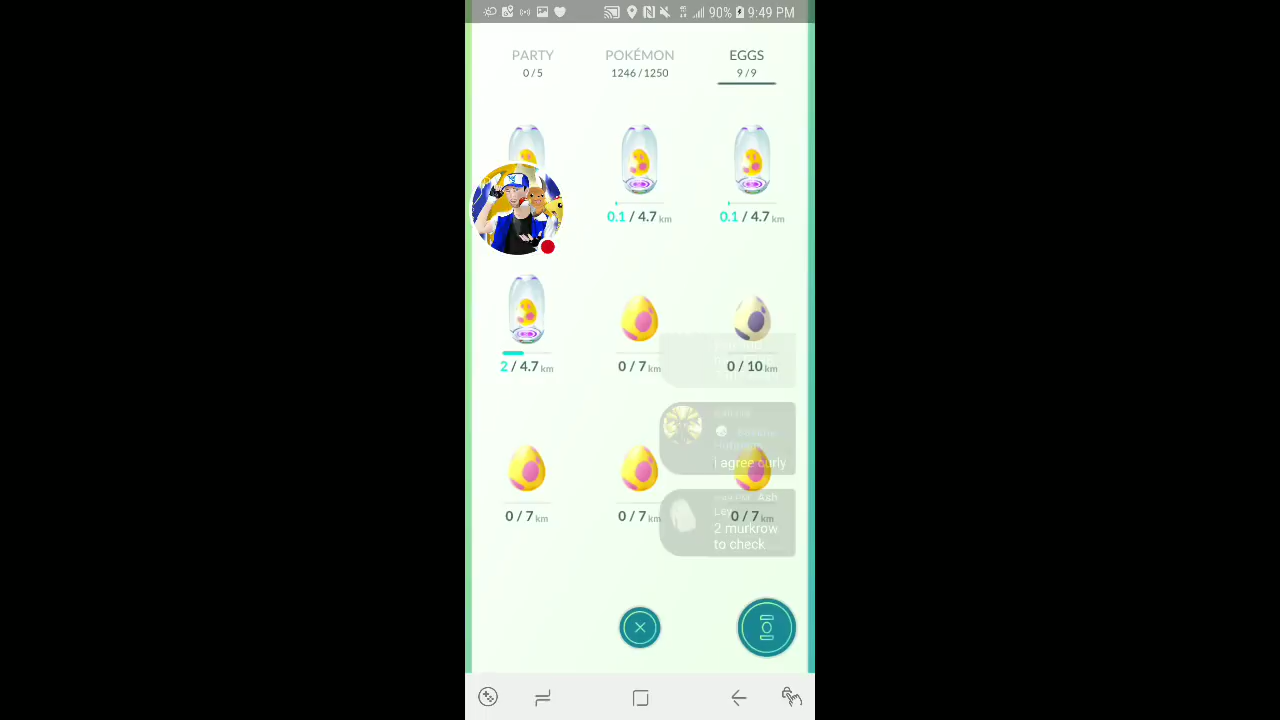 90% 9:49 PM
PARTY POKÉMON EGGS
0 / 5 1246 / 1250 9 / 9
0.1 / 4.7 km 0.1 / 4.7 km
2 / 4.7 km 0 / 7 km 0 / 10 km
i agree curly
Ash
0 / 7 km 0 / 7 km 0 / 7 km
2 murkrow
to check